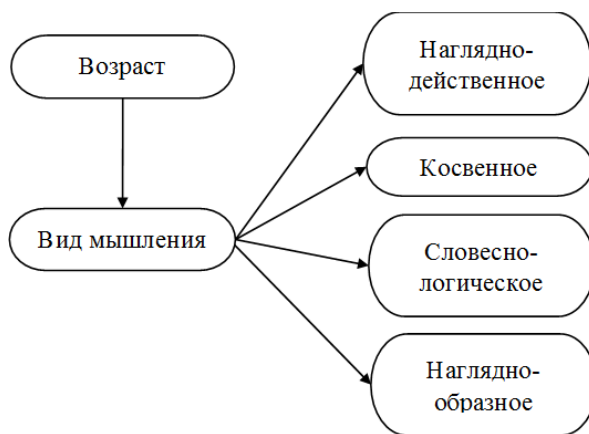 Возраст
Вид мышления
Наглядно-
действенное
Косвенное
Словесно-
логическое
Наглядно-
образное